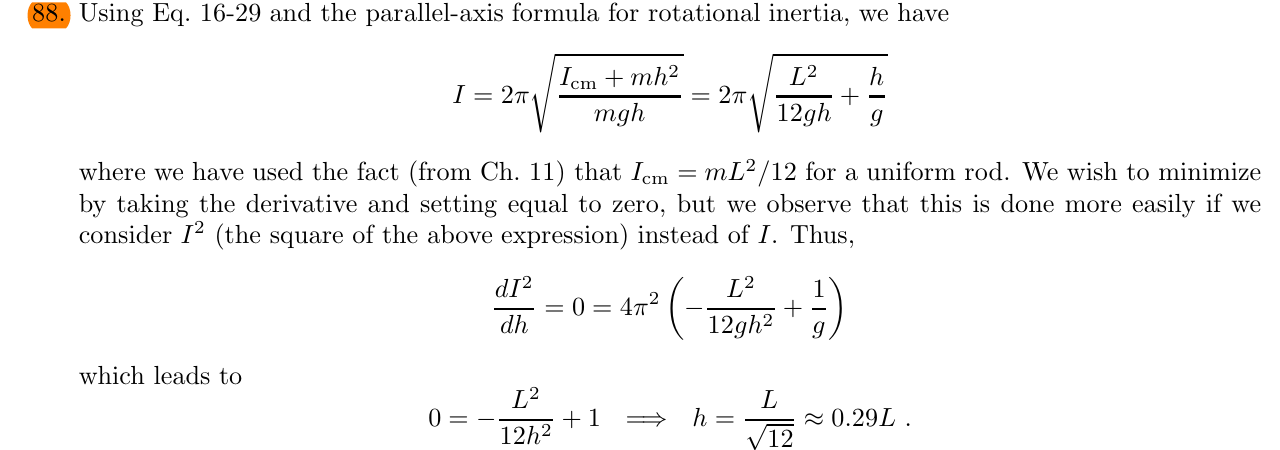 88. Using Eq. 16-29 and the parallel-axis formula for rotational inertia, we have
I = 2π√((I_cm + mh²)/(mgh)) = 2π√(L²/(12gh) + h/g)
where we have used the fact (from Ch. 11) that I_cm = mL²/12 for a uniform rod. We wish to minimize
by taking the derivative and setting equal to zero, but we observe that this is done more easily if we
consider I² (the square of the above expression) instead of I. Thus,
dI²/dh = 0 = 4π² (−L²/(12gh²) + 1/g)
which leads to
0 = −L²/(12h²) + 1 ⟹ h = L/√12 ≈ 0.29L .